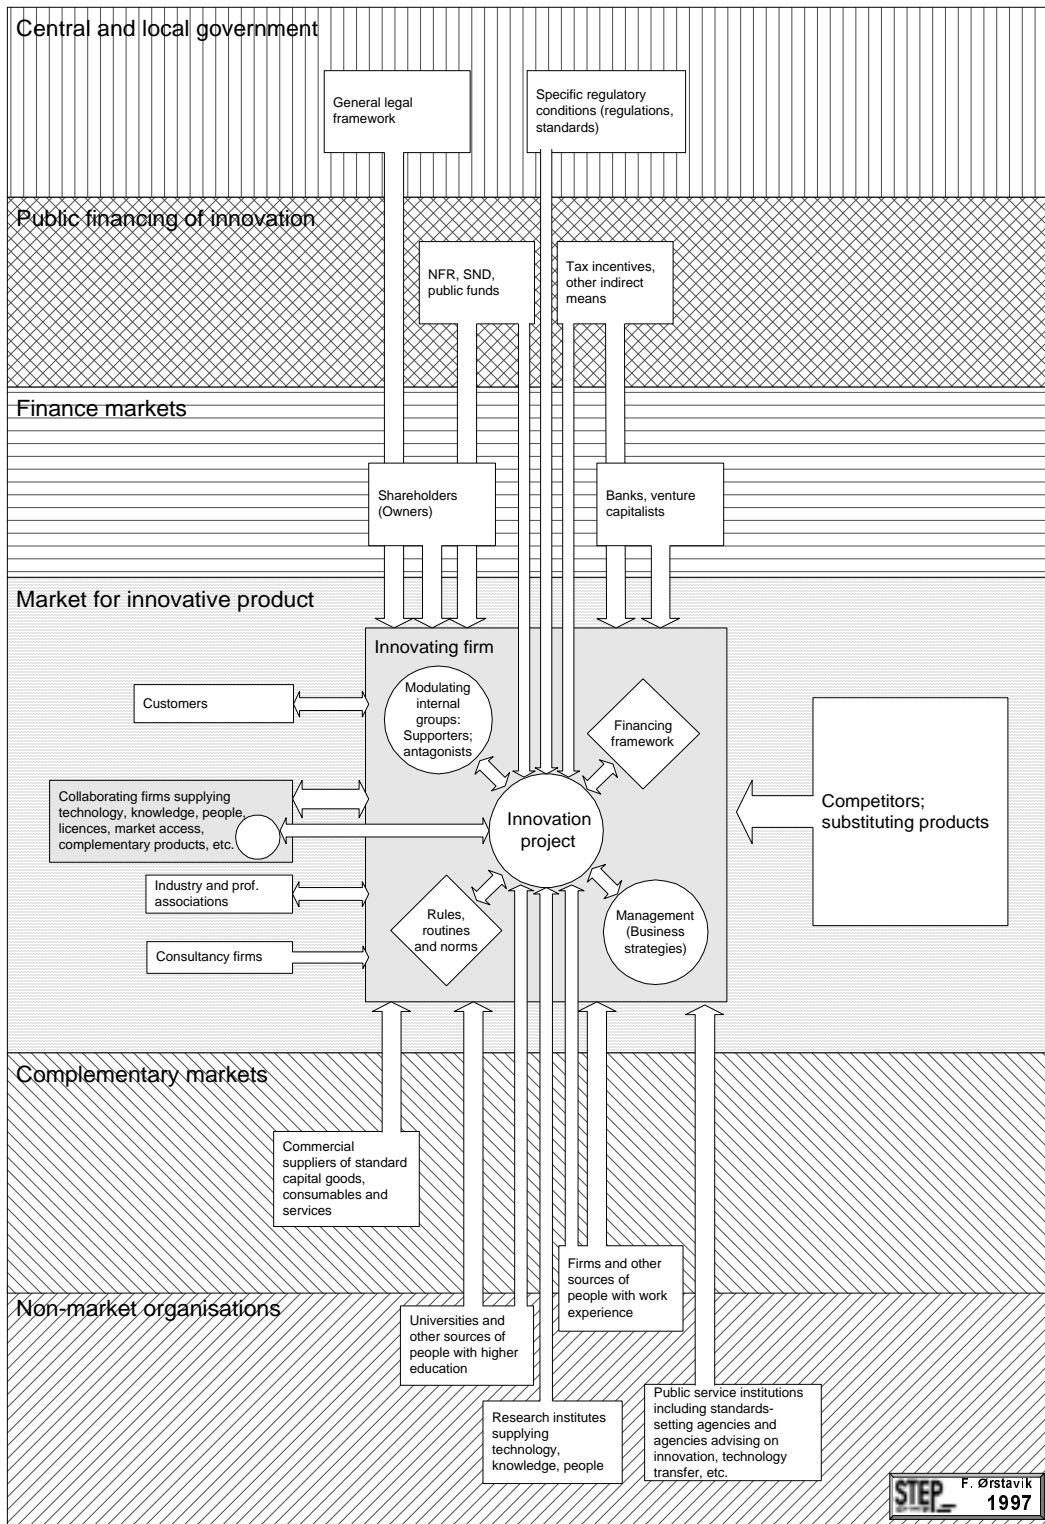 Central and local government
General legal
framework
Specific regulatory
conditions (regulations,
standards)
Public financing of innovation
NFR, SND,
public funds
Tax incentives,
other indirect
means
Finance markets
Shareholders
(Owners)
Banks, venture
capitalists
Market for innovative product
Innovating firm
Modulating
internal
groups:
Supporters;
antagonists
Financing
framework
Customers
Collaborating firms supplying
technology, knowledge, people,
licences, market access,
complementary products, etc.
Innovation
project
Competitors;
substituting products
Industry and prof.
associations
Rules,
routines
and norms
Management
(Business
strategies)
Consultancy firms
Complementary markets
Commercial
suppliers of standard
capital goods,
consumables and
services
Firms and other
sources of
people with work
experience
Non-market organisations
Universities and
other sources of
people with higher
education
Research institutes
supplying
technology,
knowledge, people
Public service institutions
including standards-
setting agencies and
agencies advising on
innovation, technology
transfer, etc.
STEP
F. Ørstavik
1997